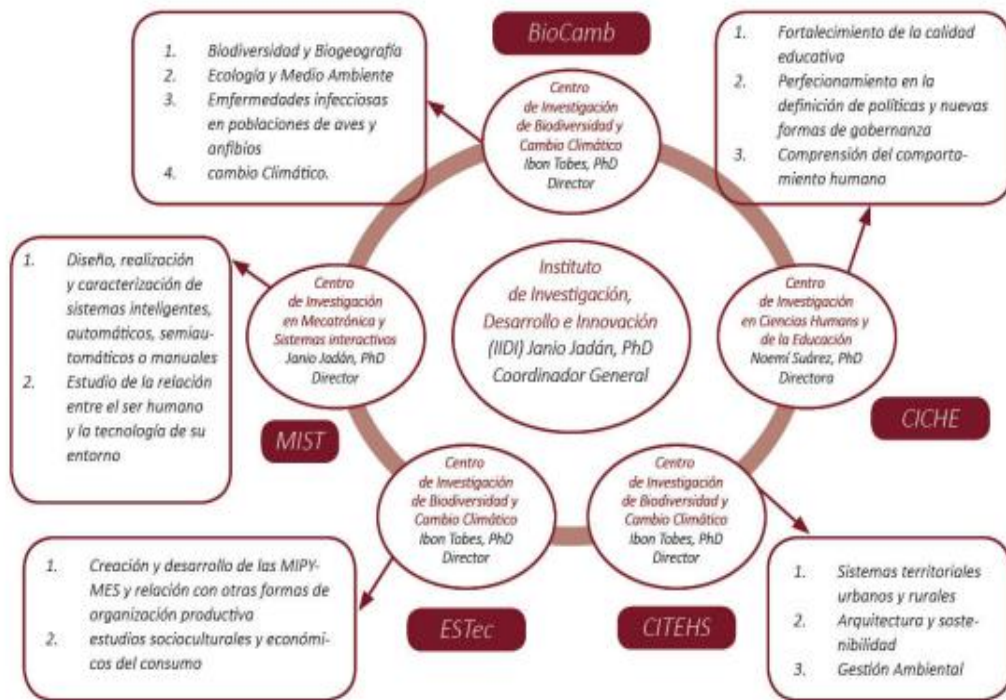 BioCamb
1. Biodiversidad y Biogeografía
2. Ecología y Medio Ambiente
3. Emfermedades infecciosas
en poblaciones de aves y
anfibios
4. cambio Climático.
Centro
de Investigación
de Biodiversidad y
Cambio Climático
Ibon Tobes, PhD
Director
1. Fortalecimiento de la calidad
educativa
2. Perfecionamiento en la
definición de políticas y nuevas
formas de gobernanza
3. Comprensión del comporta-
miento humano
1. Diseño, realización
y caracterización de
sistemas inteligentes,
automáticos, semiau-
tomáticos o manuales
2. Estudio de la relación
entre el ser humano
y la tecnología de su
entorno
Centro
de Investigación
en Mecatrónica y
Sistemas interactivos
Janio Jadán, PhD
Director
MIST
Instituto
de Investigación,
Desarrollo e Innovación
(IIDI) Janio Jadán, PhD
Coordinador General
Centro
de Investigación
en Ciencias Humans y
de la Educación
Noemí Suárez, PhD
Directora
CICHE
Centro
de Investigación
de Biodiversidad y
Cambio Climático
Ibon Tobes, PhD
Director
Centro
de Investigación
de Biodiversidad y
Cambio Climático
Ibon Tobes, PhD
Director
1. Creación y desarrollo de las MIPY-
MES y relación con otras formas de
organización productiva
2. estudios socioculturales y económi-
cos del consumo
ESTec
CITEHS
1. Sistemas territoriales
urbanos y rurales
2. Arquitectura y soste-
nibilidad
3. Gestión Ambiental